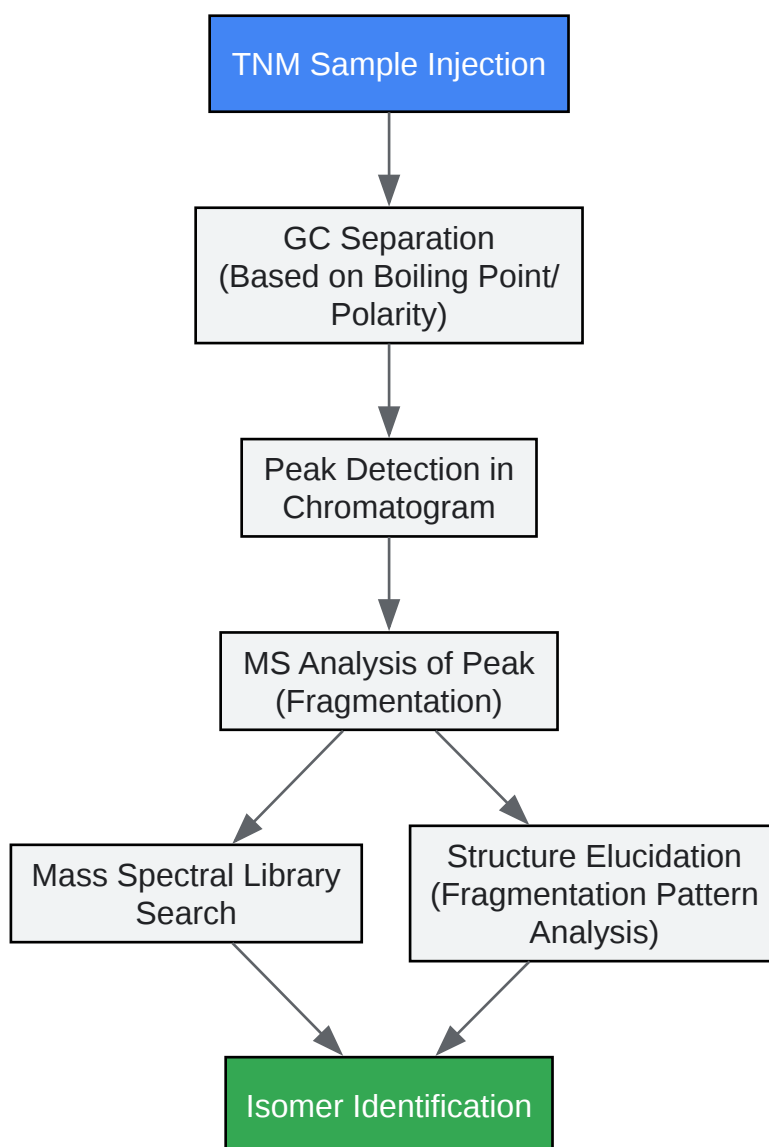 TNM Sample Injection
GC Separation
(Based on Boiling Point/
Polarity)
Peak Detection in
Chromatogram
MS Analysis of Peak
(Fragmentation)
Mass Spectral Library
Search
Structure Elucidation
(Fragmentation Pattern
Analysis)
Isomer Identification